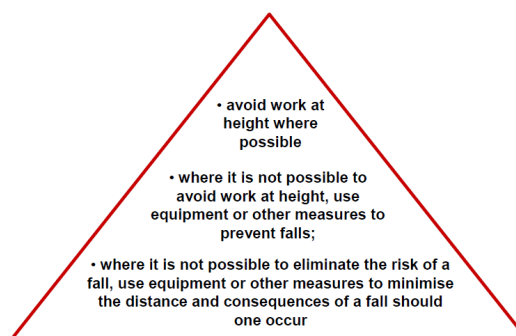 • avoid work at
height where
possible
• where it is not possible to
avoid work at height, use
equipment or other measures to
prevent falls;
• where it is not possible to eliminate the risk of a
fall, use equipment or other measures to minimise
the distance and consequences of a fall should
one occur